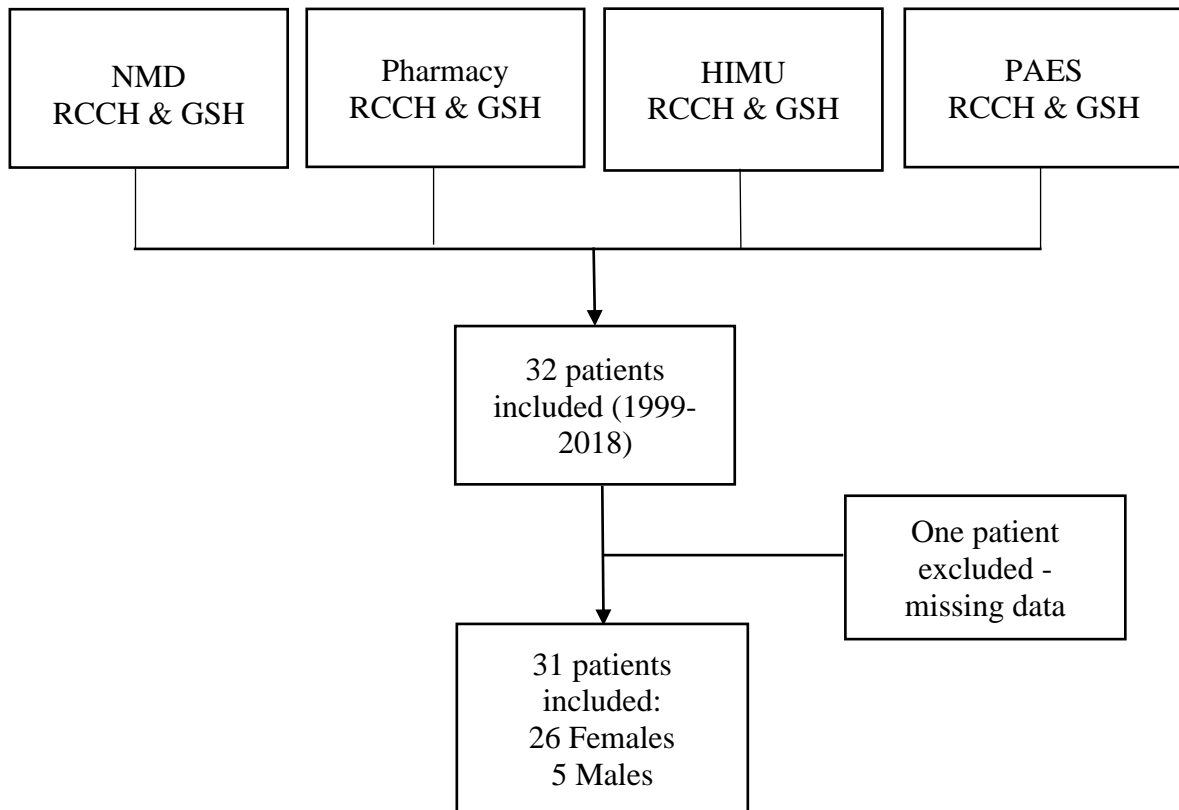 NMD
RCCH & GSH
Pharmacy
RCCH & GSH
HIMU
RCCH & GSH
PAES
RCCH & GSH
32 patients
included (1999-
2018)
One patient
excluded -
missing data
31 patients
included:
26 Females
5 Males